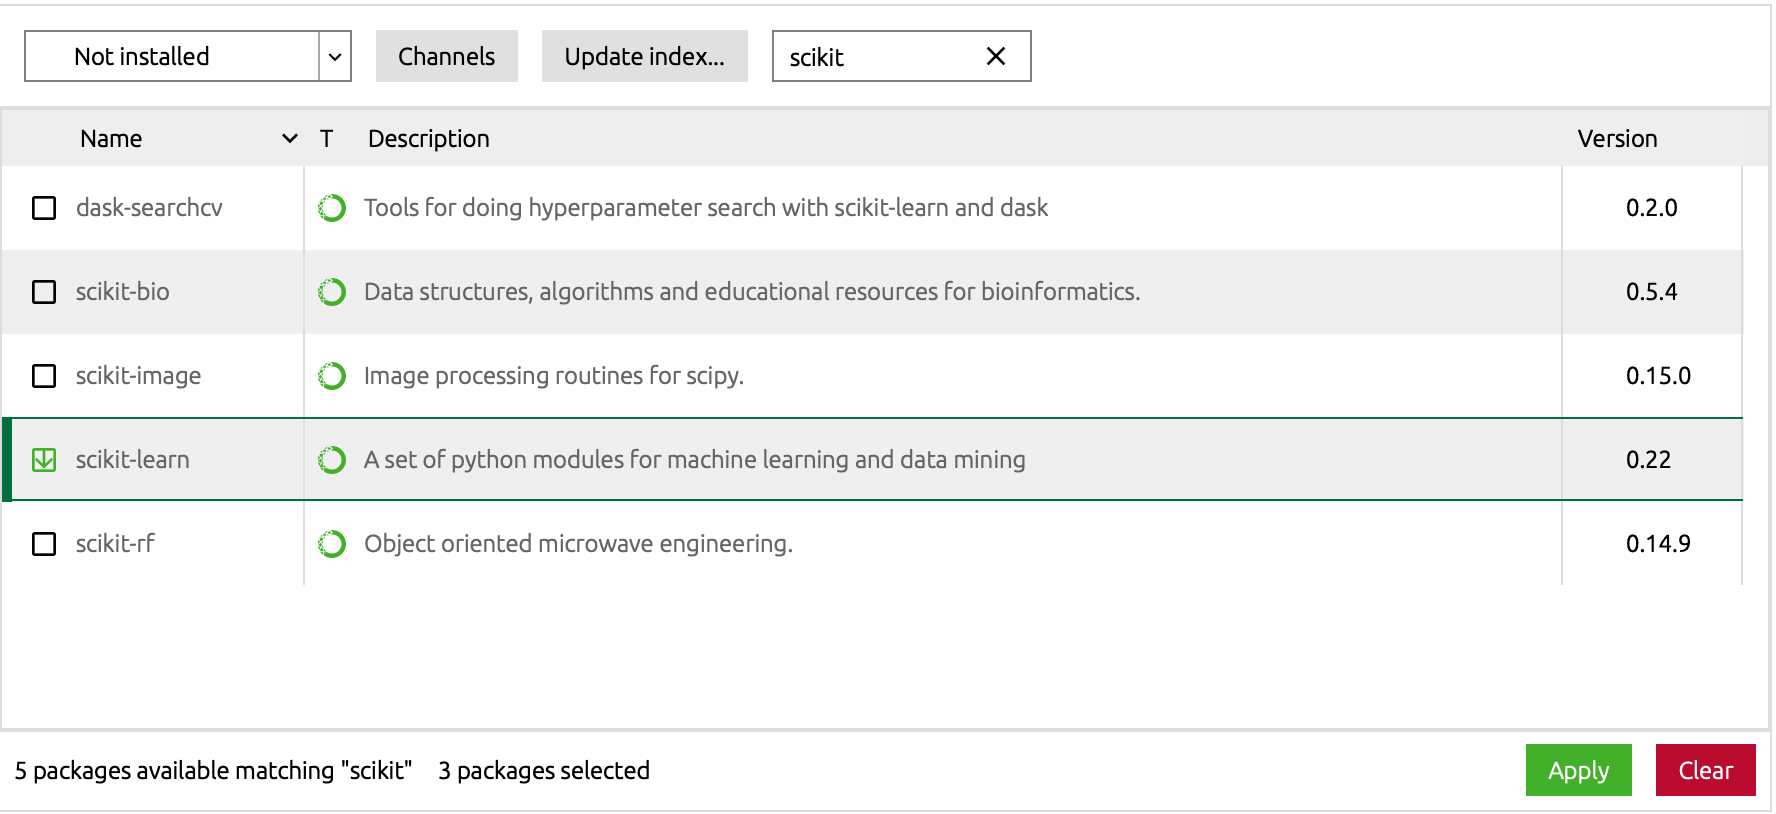 Not installed Channels Update index... scikit
Name T Description Version
dask-searchcv Tools for doing hyperparameter search with scikit-learn and dask 0.2.0
scikit-bio Data structures, algorithms and educational resources for bioinformatics. 0.5.4
scikit-image Image processing routines for scipy. 0.15.0
scikit-learn A set of python modules for machine learning and data mining 0.22
scikit-rf Object oriented microwave engineering. 0.14.9
5 packages available matching "scikit" 3 packages selected Apply Clear